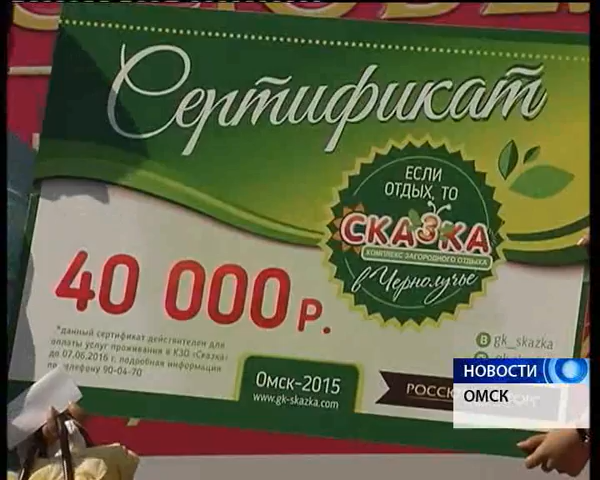 Сертификат
ЕСЛИ
ОТДЫХ, ТО
СКАЗКА
КОМПЛЕКС ЗАГОРОДНОГО ОТДЫХА
в Чернолучье
40 000 р.
*данный сертификат действителен для
оплаты услуг проживания в КЗО «Сказка»
до 07.06.2016 г. подробная информация
по телефону 90-04-70
Омск-2015
www.gk-skazka.com
gk_skazka
НОВОСТИ
ОМСК